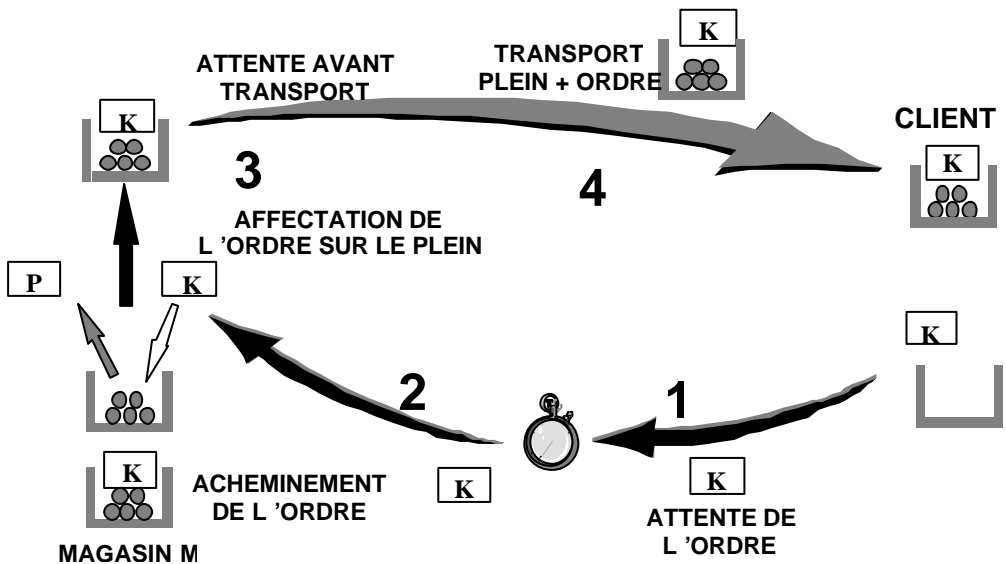 K
TRANSPORT
PLEIN + ORDRE
ATTENTE AVANT
TRANSPORT
K
CLIENT
K
3
4
AFFECTATION DE
L ’ORDRE SUR LE PLEIN
P
K
K
2
1
K
ACHEMINEMENT
DE L ’ORDRE
K
K
ATTENTE DE
L ’ORDRE
MAGASIN M